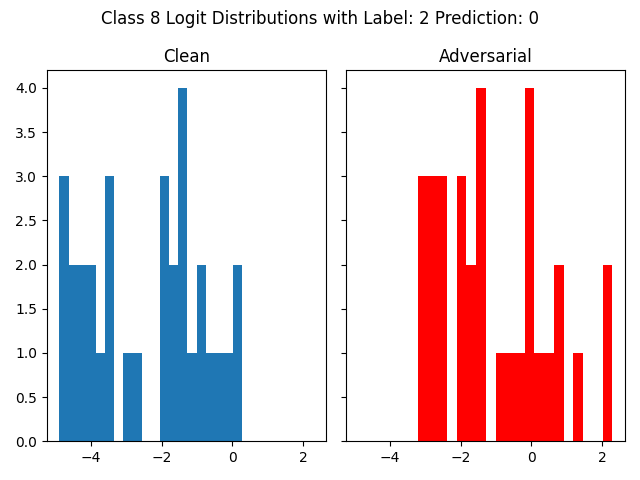 Class 8 Logit Distributions with Label: 2 Prediction: 0
Clean
Adversarial
4.0
3.5
3.0
2.5
2.0
1.5
1.0
0.5
0.0
−4 −2 0 2
−4 −2 0 2